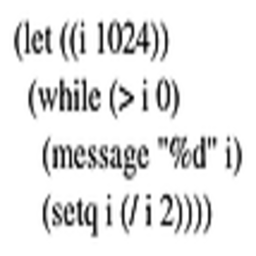 (let ((i 1024))
(while (> i 0)
(message "%d" i)
(setq i (/ i 2))))